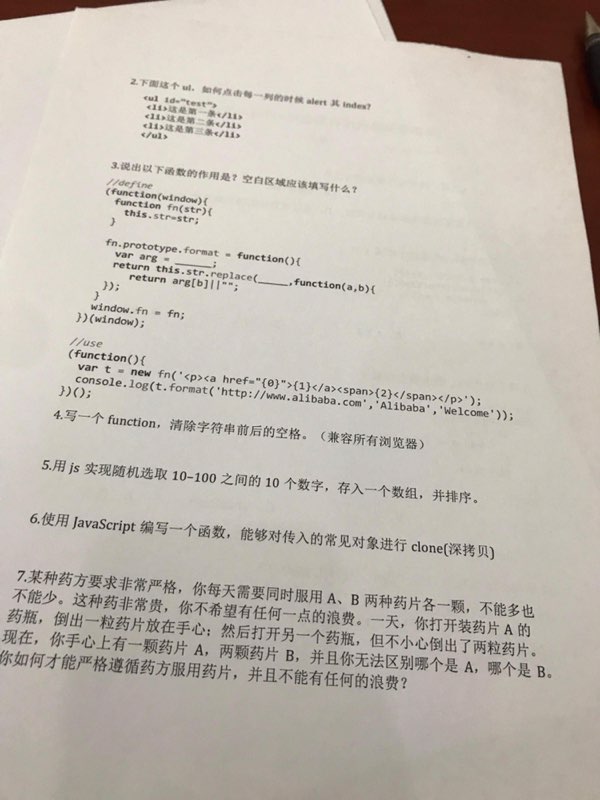 2.下面这个 ul，如何点击每一列的时候 alert 其 index?
<ul id="test">
<li>这是第一条</li>
<li>这是第二条</li>
<li>这是第三条</li>
</ul>
3.说出以下函数的作用是？空白区域应该填写什么？
//define
(function(window){
function fn(str){
this.str=str;
}
fn.prototype.format = function(){
var arg = ______;
return this.str.replace(_____,function(a,b){
return arg[b]||"";
});
}
window.fn = fn;
})(window);
//use
(function(){
var t = new fn('<p><a href="{0}">{1}</a><span>{2}</span></p>');
console.log(t.format('http://www.alibaba.com','Alibaba','Welcome'));
})();
4.写一个 function，清除字符串前后的空格。（兼容所有浏览器）
5.用 js 实现随机选取 10–100 之间的 10 个数字，存入一个数组，并排序。
6.使用 JavaScript 编写一个函数，能够对传入的常见对象进行 clone(深拷贝)
7.某种药方要求非常严格，你每天需要同时服用 A、B 两种药片各一颗，不能多也
不能少。这种药非常贵，你不希望有任何一点的浪费。一天，你打开装药片 A 的
药瓶，倒出一粒药片放在手心；然后打开另一个药瓶，但不小心倒出了两粒药片。
现在，你手心上有一颗药片 A，两颗药片 B，并且你无法区别哪个是 A，哪个是 B。
你如何才能严格遵循药方服用药片，并且不能有任何的浪费？